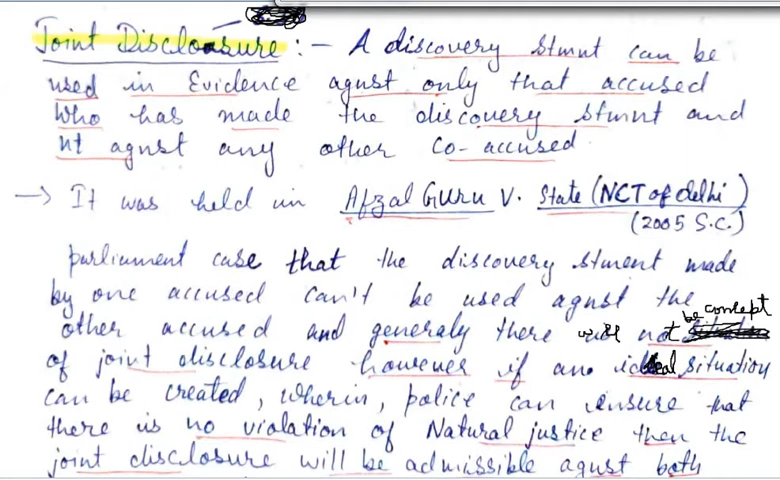 Joint Disclosure :- A discovery stmnt can be
used in Evidence agnst only that accused
who has made the discovery stmnt and
nt agnst any other co-accused.
→ It was held in Afzal Guru V. State (NCT of delhi)
(2005 S.C.)
parliament case that the discovery stment made
by one accused can't be used agnst the
other accused and generaly there will not be concept
of joint disclosure however if an ideal situation
can be created, wherein, police can ensure that
there is no violation of Natural justice then the
joint disclosure will be admissible agnst both